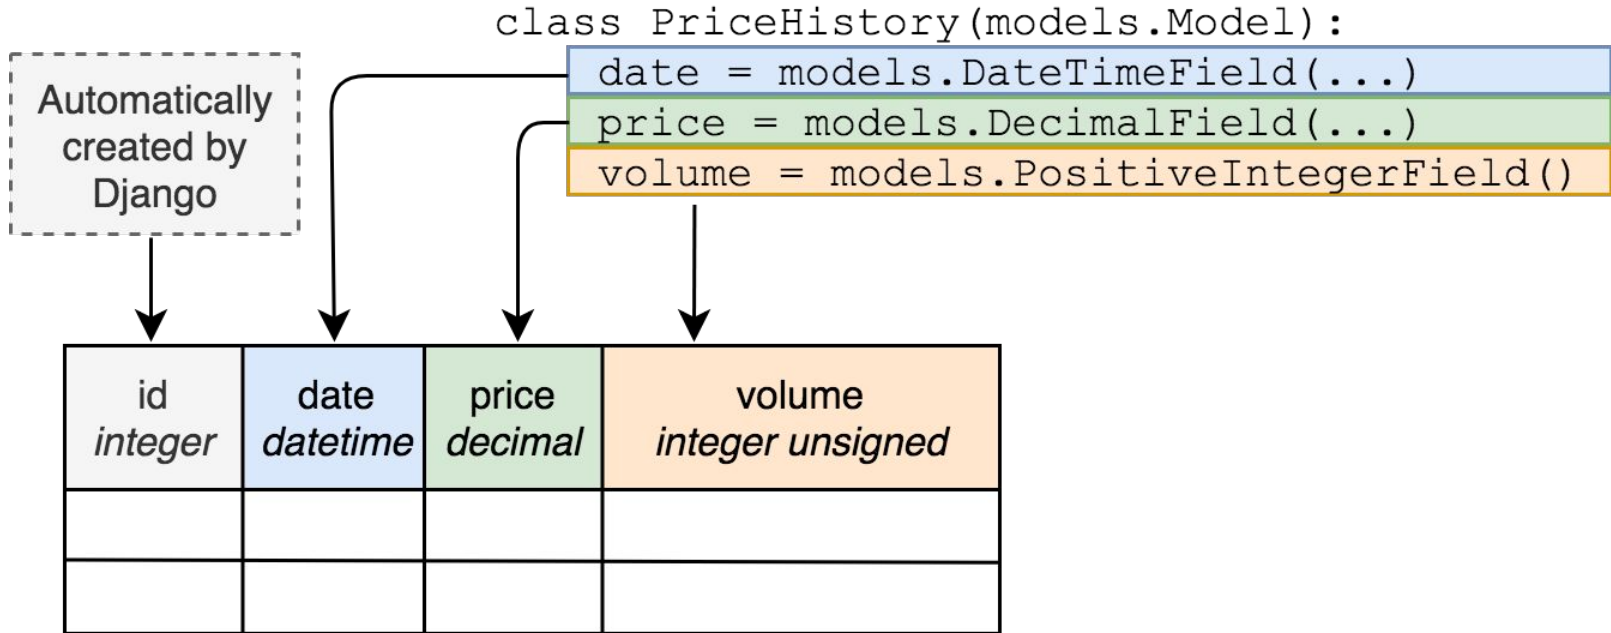 class PriceHistory(models.Model):
date = models.DateTimeField(...)
price = models.DecimalField(...)
volume = models.PositiveIntegerField()
Automatically
created by
Django
id
integer
date
datetime
price
decimal
volume
integer unsigned